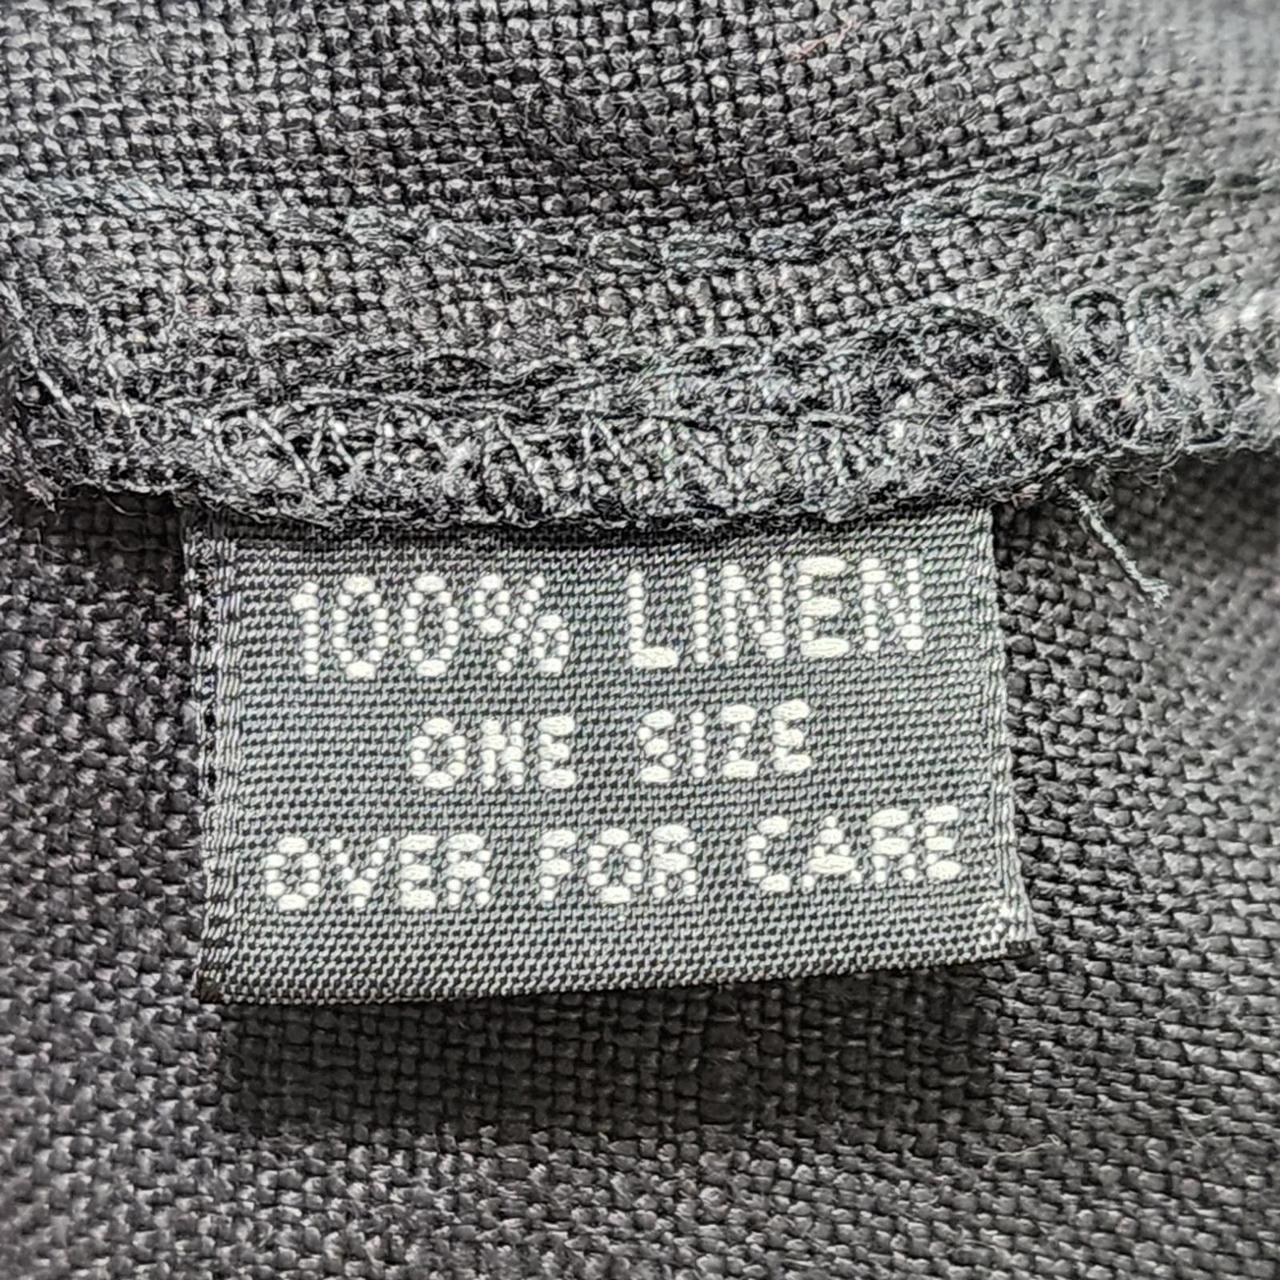 100% LINEN
ONE SIZE
OVER FOR CARE